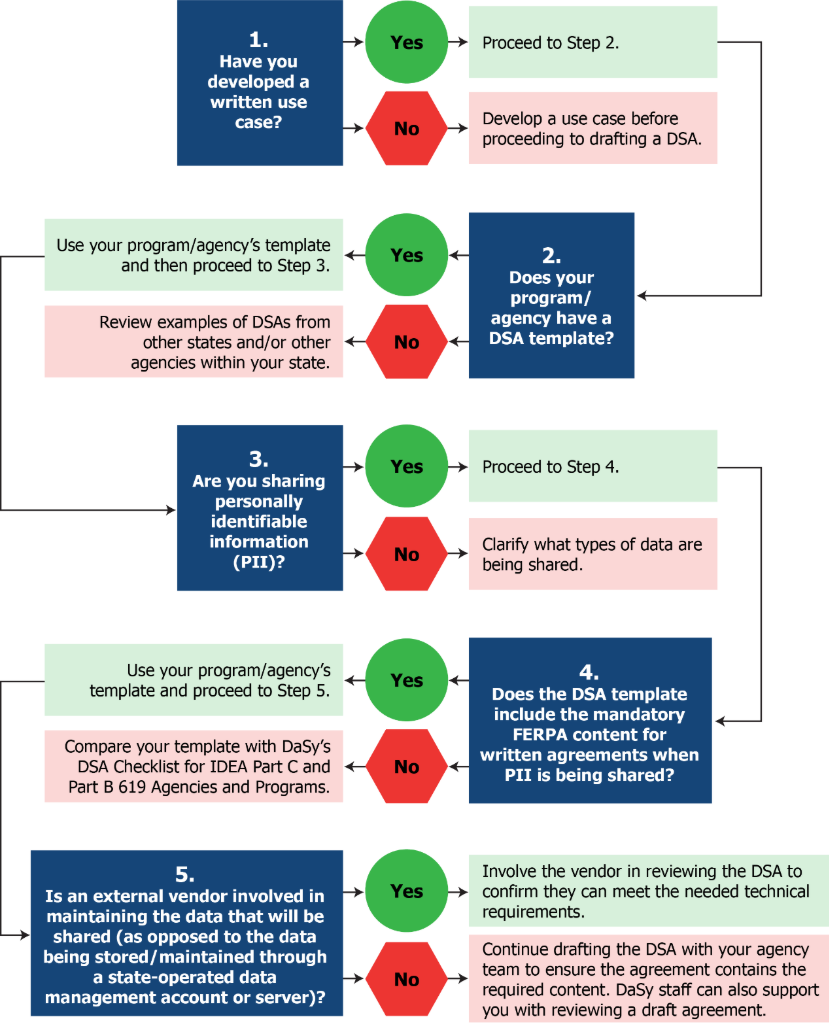 1.
Have you
developed a
written use
case?
Yes
Proceed to Step 2.
No
Develop a use case before
proceeding to drafting a DSA.
2.
Does your
program/
agency have a
DSA template?
Yes
Use your program/agency’s template
and then proceed to Step 3.
No
Review examples of DSAs from
other states and/or other
agencies within your state.
3.
Are you sharing
personally
identifiable
information
(PII)?
Yes
Proceed to Step 4.
No
Clarify what types of data are
being shared.
4.
Does the DSA template
include the mandatory
FERPA content for
written agreements when
PII is being shared?
Yes
Use your program/agency’s
template and proceed to Step 5.
No
Compare your template with DaSy’s
DSA Checklist for IDEA Part C and
Part B 619 Agencies and Programs.
5.
Is an external vendor involved in
maintaining the data that will be
shared (as opposed to the data
being stored/maintained through
a state-operated data
management account or server)?
Yes
Involve the vendor in reviewing the DSA to
confirm they can meet the needed technical
requirements.
No
Continue drafting the DSA with your agency
team to ensure the agreement contains the
required content. DaSy staff can also support
you with reviewing a draft agreement.